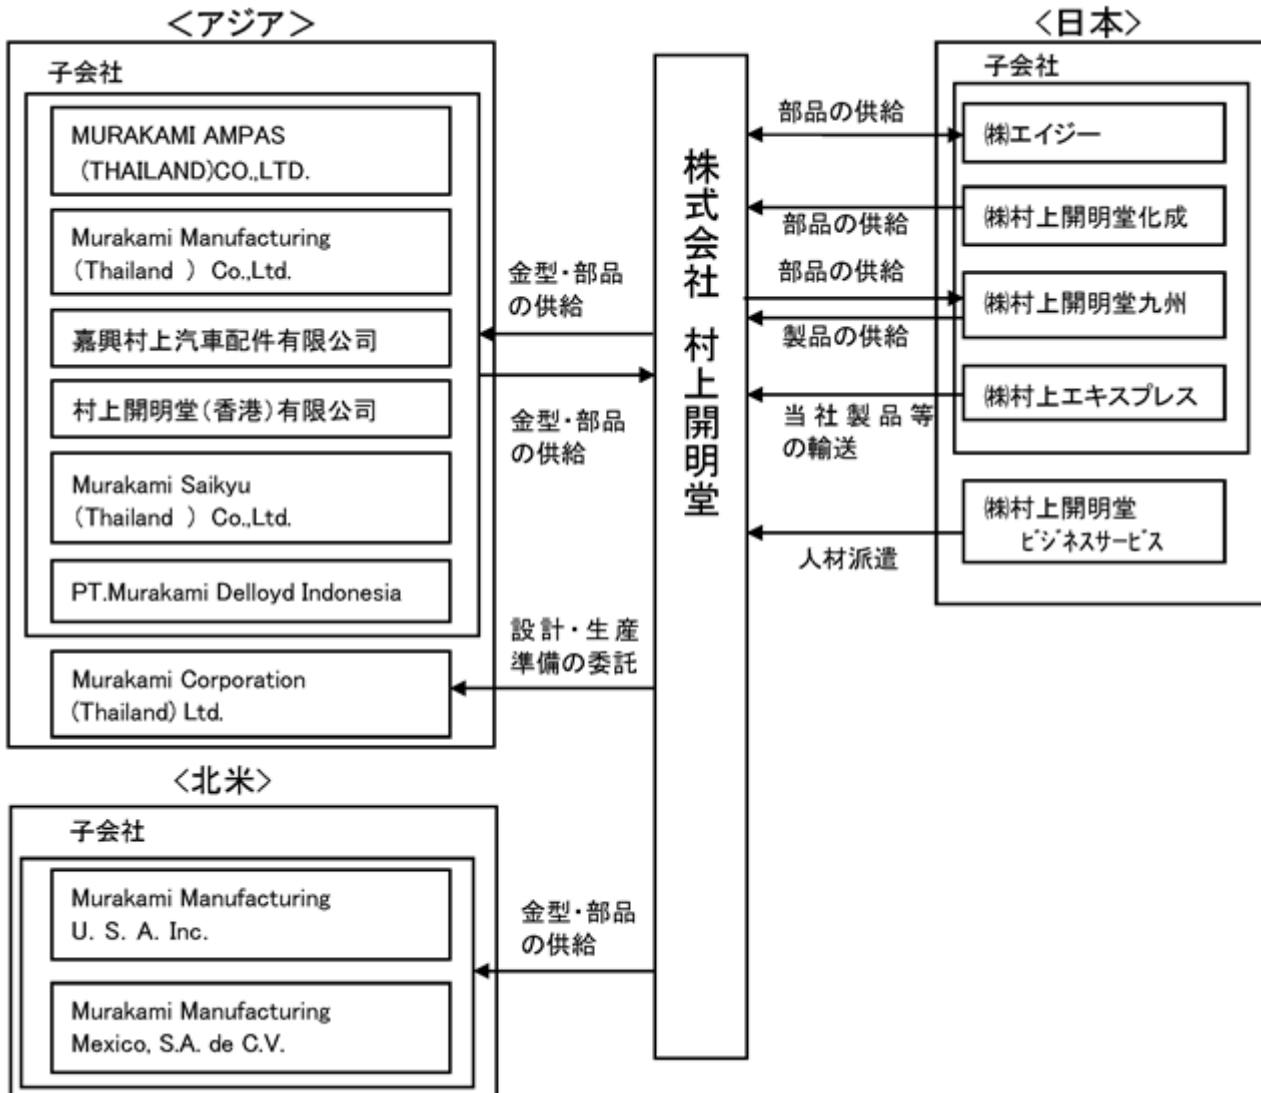 ＜アジア＞
子会社
MURAKAMI AMPAS
(THAILAND)CO.,LTD.
Murakami Manufacturing
（Thailand ） Co.,Ltd.
嘉興村上汽車配件有限公司
村上開明堂（香港）有限公司
Murakami Saikyu
（Thailand ） Co.,Ltd.
PT.Murakami Delloyd Indonesia
Murakami Corporation
(Thailand) Ltd.
金型・部品
の供給
金型・部品
の供給
設計・生産
準備の委託
＜北米＞
子会社
Murakami Manufacturing
U. S. A. Inc.
Murakami Manufacturing
Mexico, S.A. de C.V.
金型・部品
の供給
株式会社 村上開明堂
＜日本＞
子会社
部品の供給
㈱エイジー
部品の供給
㈱村上開明堂化成
部品の供給
㈱村上開明堂九州
製品の供給
㈱村上エキスプレス
当社製品等
の輸送
㈱村上開明堂
ﾋﾞｼﾞﾈｽｻｰﾋﾞｽ
人材派遣